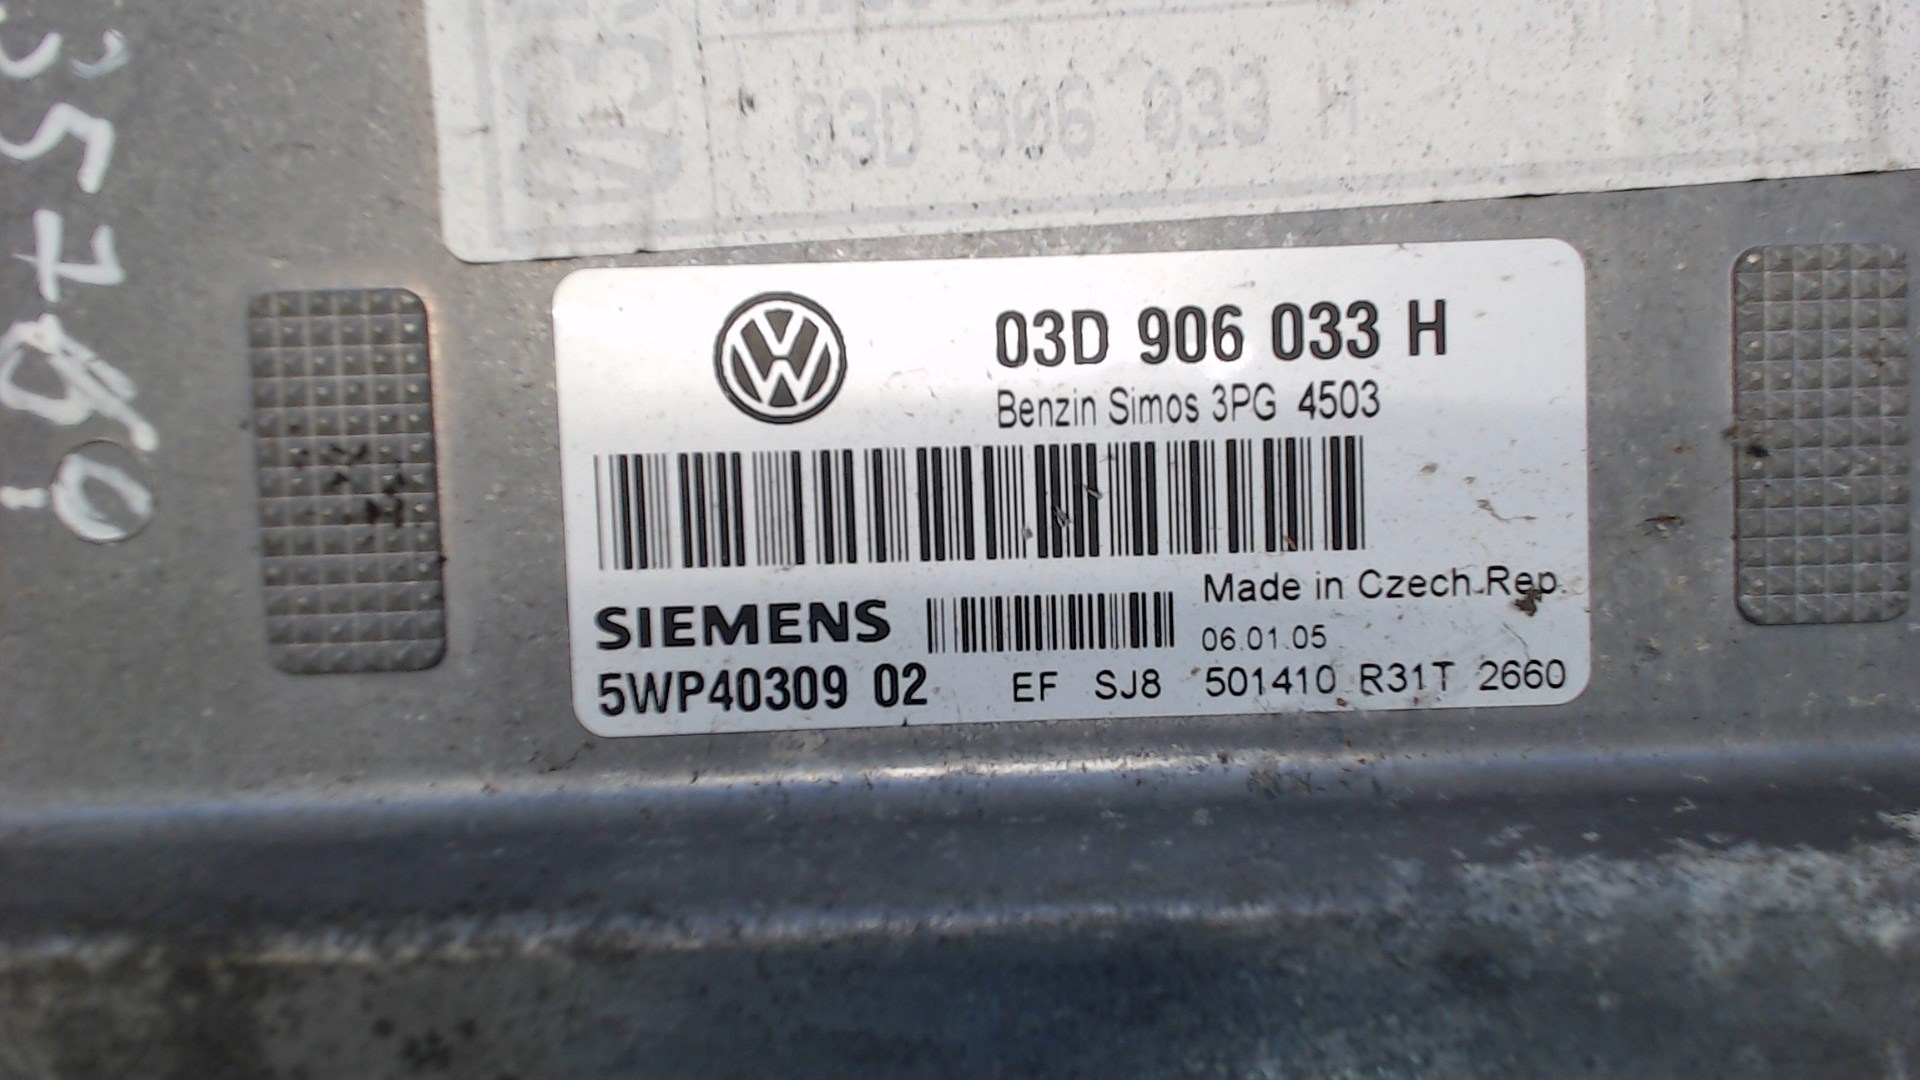 03D 906 033 H
03D 906 033 H
Benzin Simos 3PG 4503
Made in Czech Rep.
SIEMENS
06.01.05
5WP40309 02 EF SJ8 501410 R31T 2660